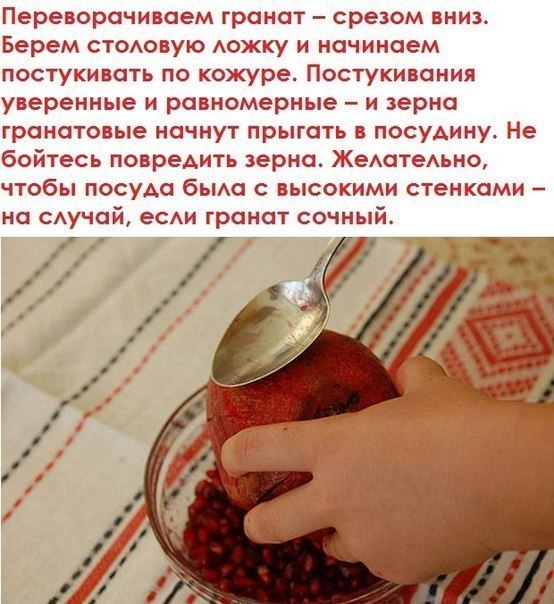 Переворачиваем гранат – срезом вниз.
Берем столовую ложку и начинаем
постукивать по кожуре. Постукивания
уверенные и равномерные – и зерна
гранатовые начнут прыгать в посудину. Не
бойтесь повредить зерна. Желательно,
чтобы посуда была с высокими стенками –
на случай, если гранат сочный.